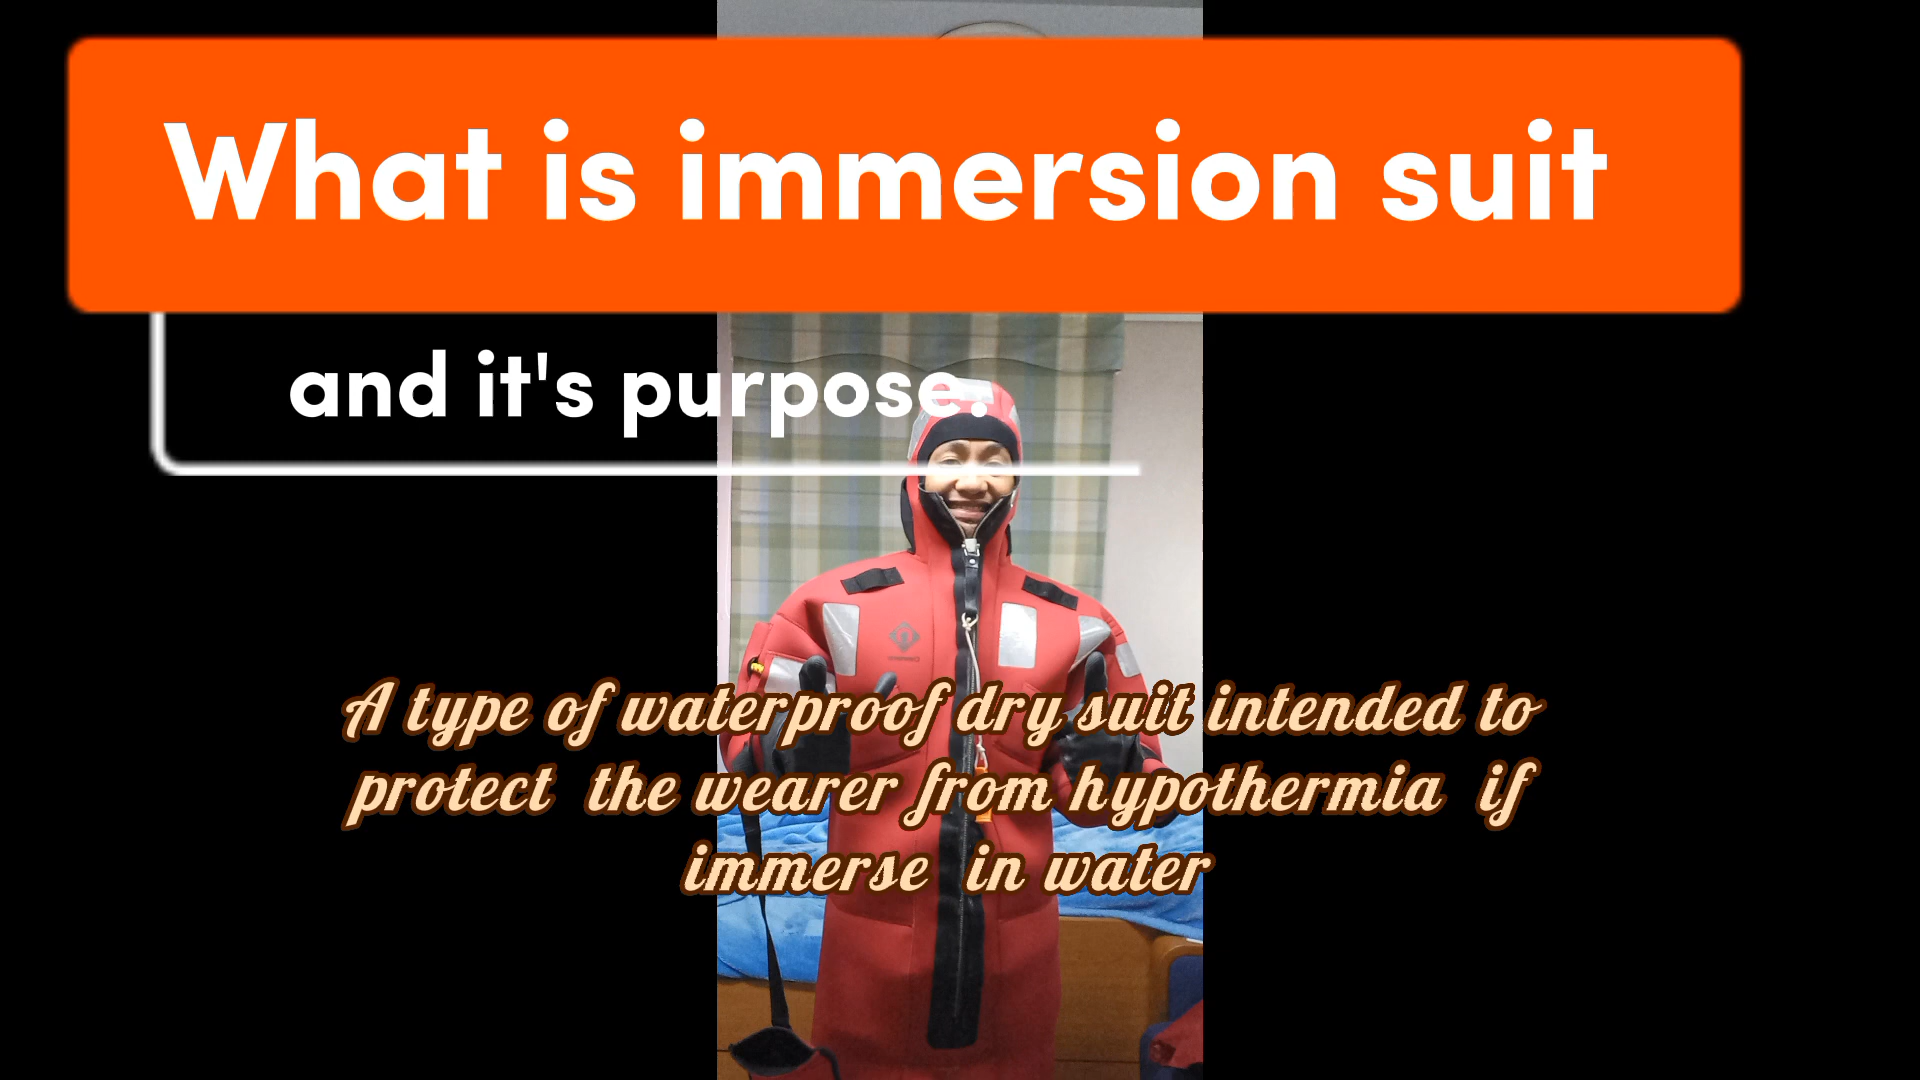 What is immersion suit
and it's purpose.
A type of waterproof dry suit intended to
protect the wearer from hypothermia if
immerse in water